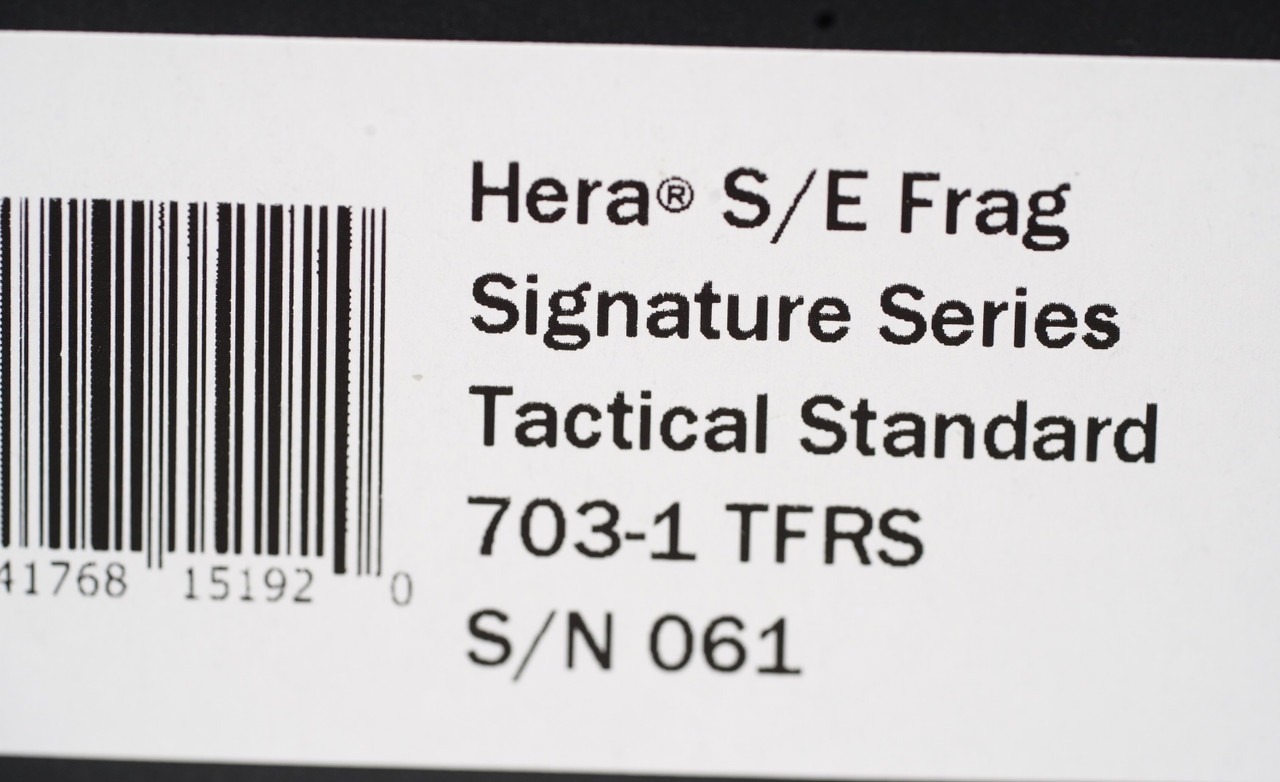 Hera® S/E Frag
Signature Series
Tactical Standard
703-1 TFRS
S/N 061
41768 15192 0